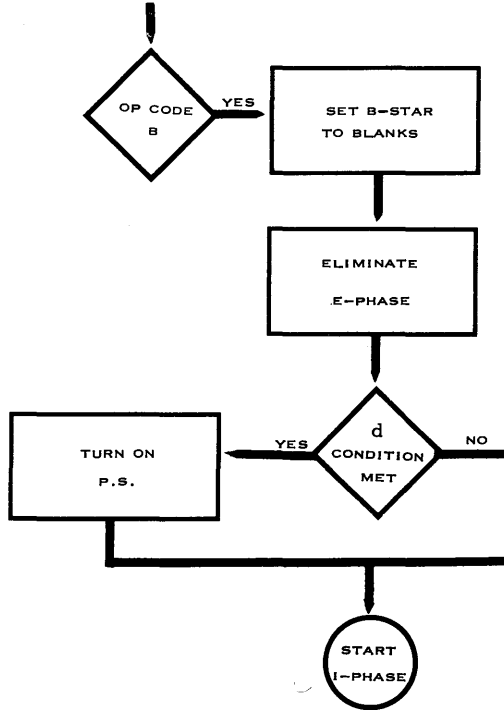 OP CODE
B
YES
SET B-STAR
TO BLANKS
ELIMINATE
E-PHASE
d
CONDITION
MET
YES
NO
TURN ON
P.S.
START
I-PHASE